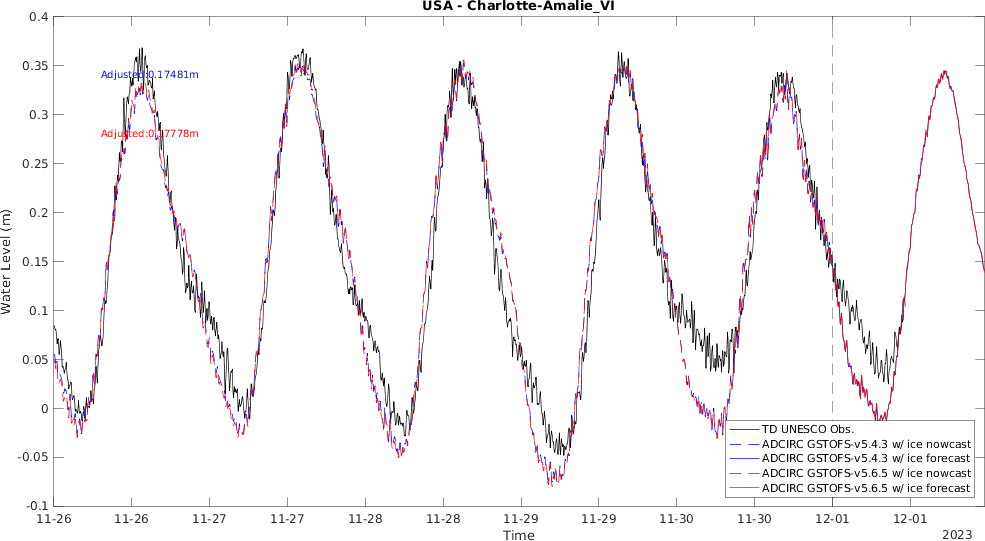 USA - Charlotte-Amalie_VI
0.4
0.35
0.3
0.25
0.2
0.15
0.1
0.05
0
-0.05
-0.1
Water Level (m)
Adjusted:0.17481m
Adjusted:0.17778m
TD UNESCO Obs.
ADCIRC GSTOFS-v5.4.3 w/ ice nowcast
ADCIRC GSTOFS-v5.4.3 w/ ice forecast
ADCIRC GSTOFS-v5.6.5 w/ ice nowcast
ADCIRC GSTOFS-v5.6.5 w/ ice forecast
11-26 11-26 11-27 11-27 11-28 11-28 11-29 11-29 11-30 11-30 12-01 12-01
Time
2023